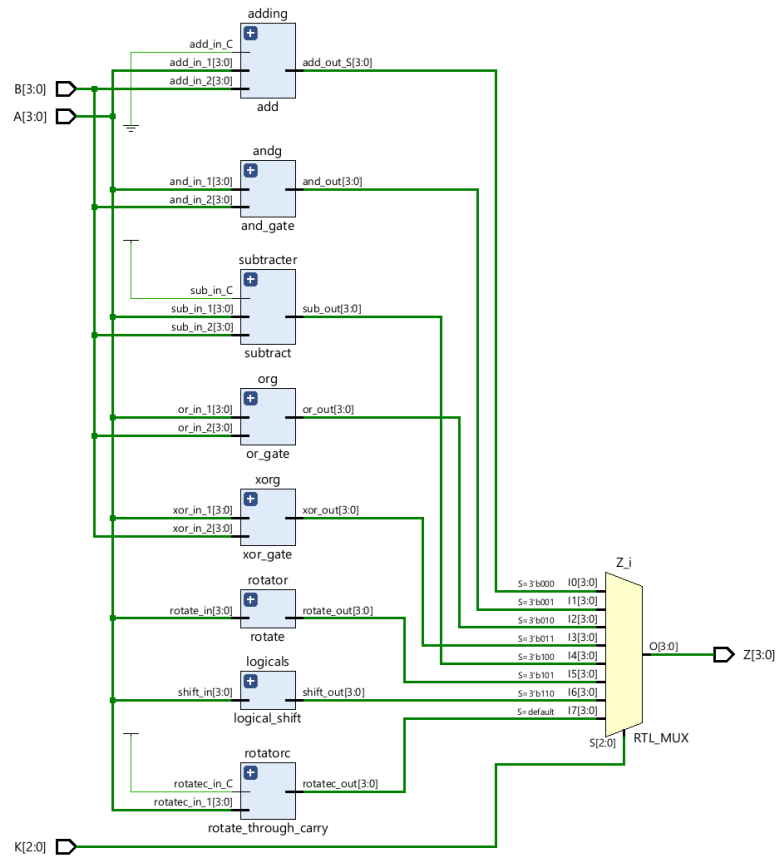 adding
add_in_C
add_in_1[3:0] add_out_S[3:0]
B[3:0] add_in_2[3:0]
add
A[3:0]
andg
and_in_1[3:0] and_out[3:0]
and_in_2[3:0]
and_gate
subtracter
sub_in_C
sub_in_1[3:0] sub_out[3:0]
sub_in_2[3:0]
subtract
org
or_in_1[3:0] or_out[3:0]
or_in_2[3:0]
or_gate
xorg
xor_in_1[3:0] xor_out[3:0]
xor_in_2[3:0]
xor_gate
Z_i
rotator
S=3'b000 I0[3:0]
S=3'b001 I1[3:0]
rotate_in[3:0] rotate_out[3:0]
S=3'b010 I2[3:0]
rotate
S=3'b011 I3[3:0]
O[3:0] Z[3:0]
S=3'b100 I4[3:0]
logicals
S=3'b101 I5[3:0]
shift_in[3:0] shift_out[3:0]
S=3'b110 I6[3:0]
logical_shift
S=default I7[3:0]
S[2:0] RTL_MUX
rotatorc
rotatec_in_C rotatec_out[3:0]
rotatec_in_1[3:0]
rotate_through_carry
K[2:0]